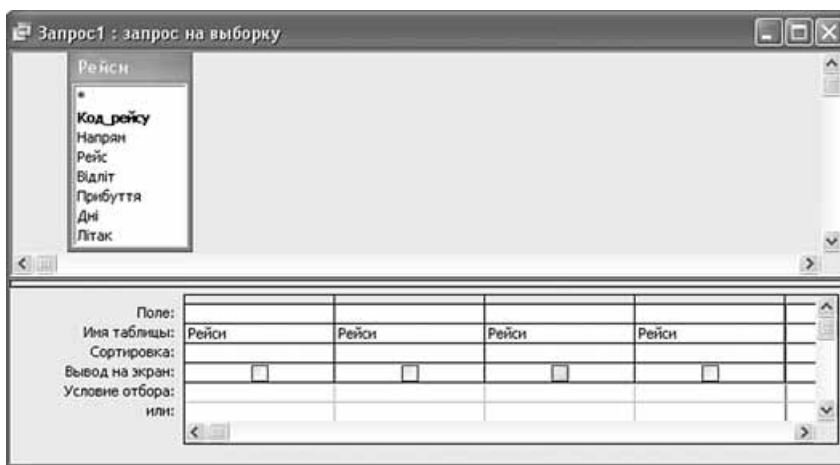 Запрос1 : запрос на выборку
Рейси
*
Код_рейсу
Напрям
Рейс
Відліт
Прибуття
Дні
Літак
Поле:
Имя таблицы: Рейси Рейси Рейси Рейси
Сортировка:
Вывод на экран:
Условие отбора:
или: